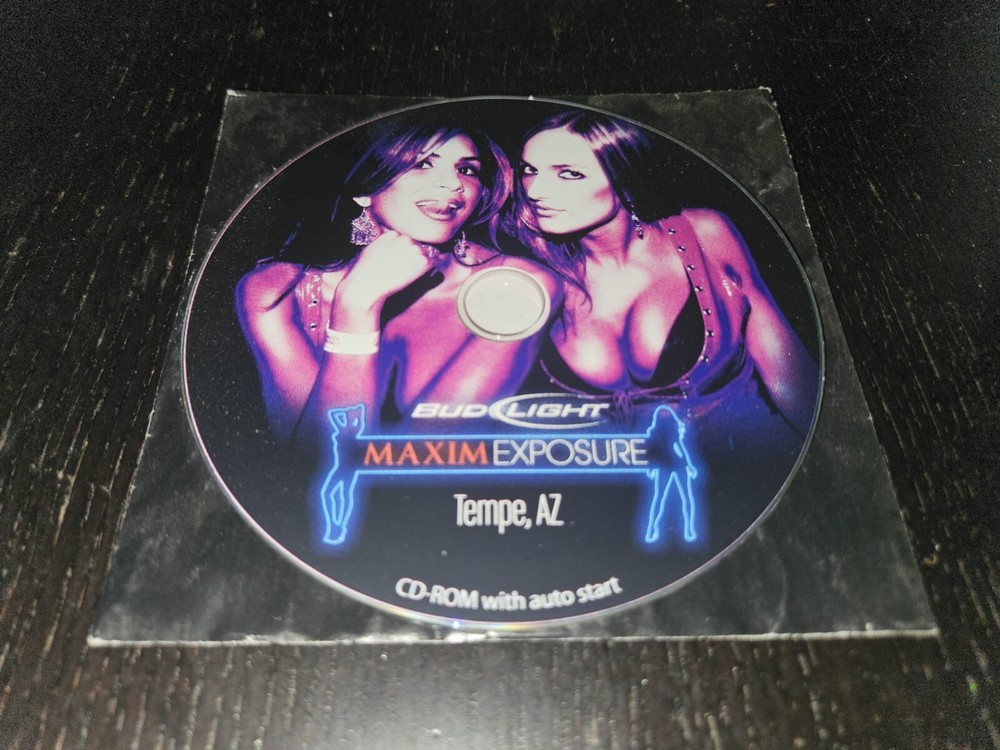 BUD LIGHT
MAXIM EXPOSURE
Tempe, AZ
CD-ROM with auto start